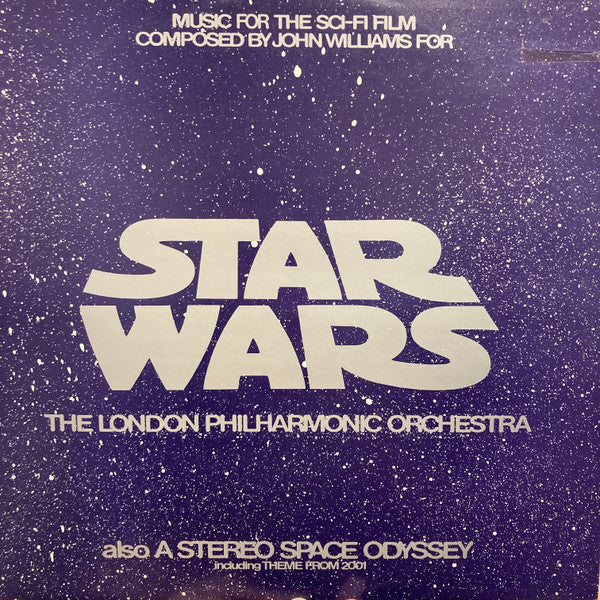 MUSIC FOR THE SCI-FI FILM
COMPOSED BY JOHN WILLIAMS FOR
STAR
WARS
THE LONDON PHILHARMONIC ORCHESTRA
also A STEREO SPACE ODYSSEY
including THEME FROM 2001